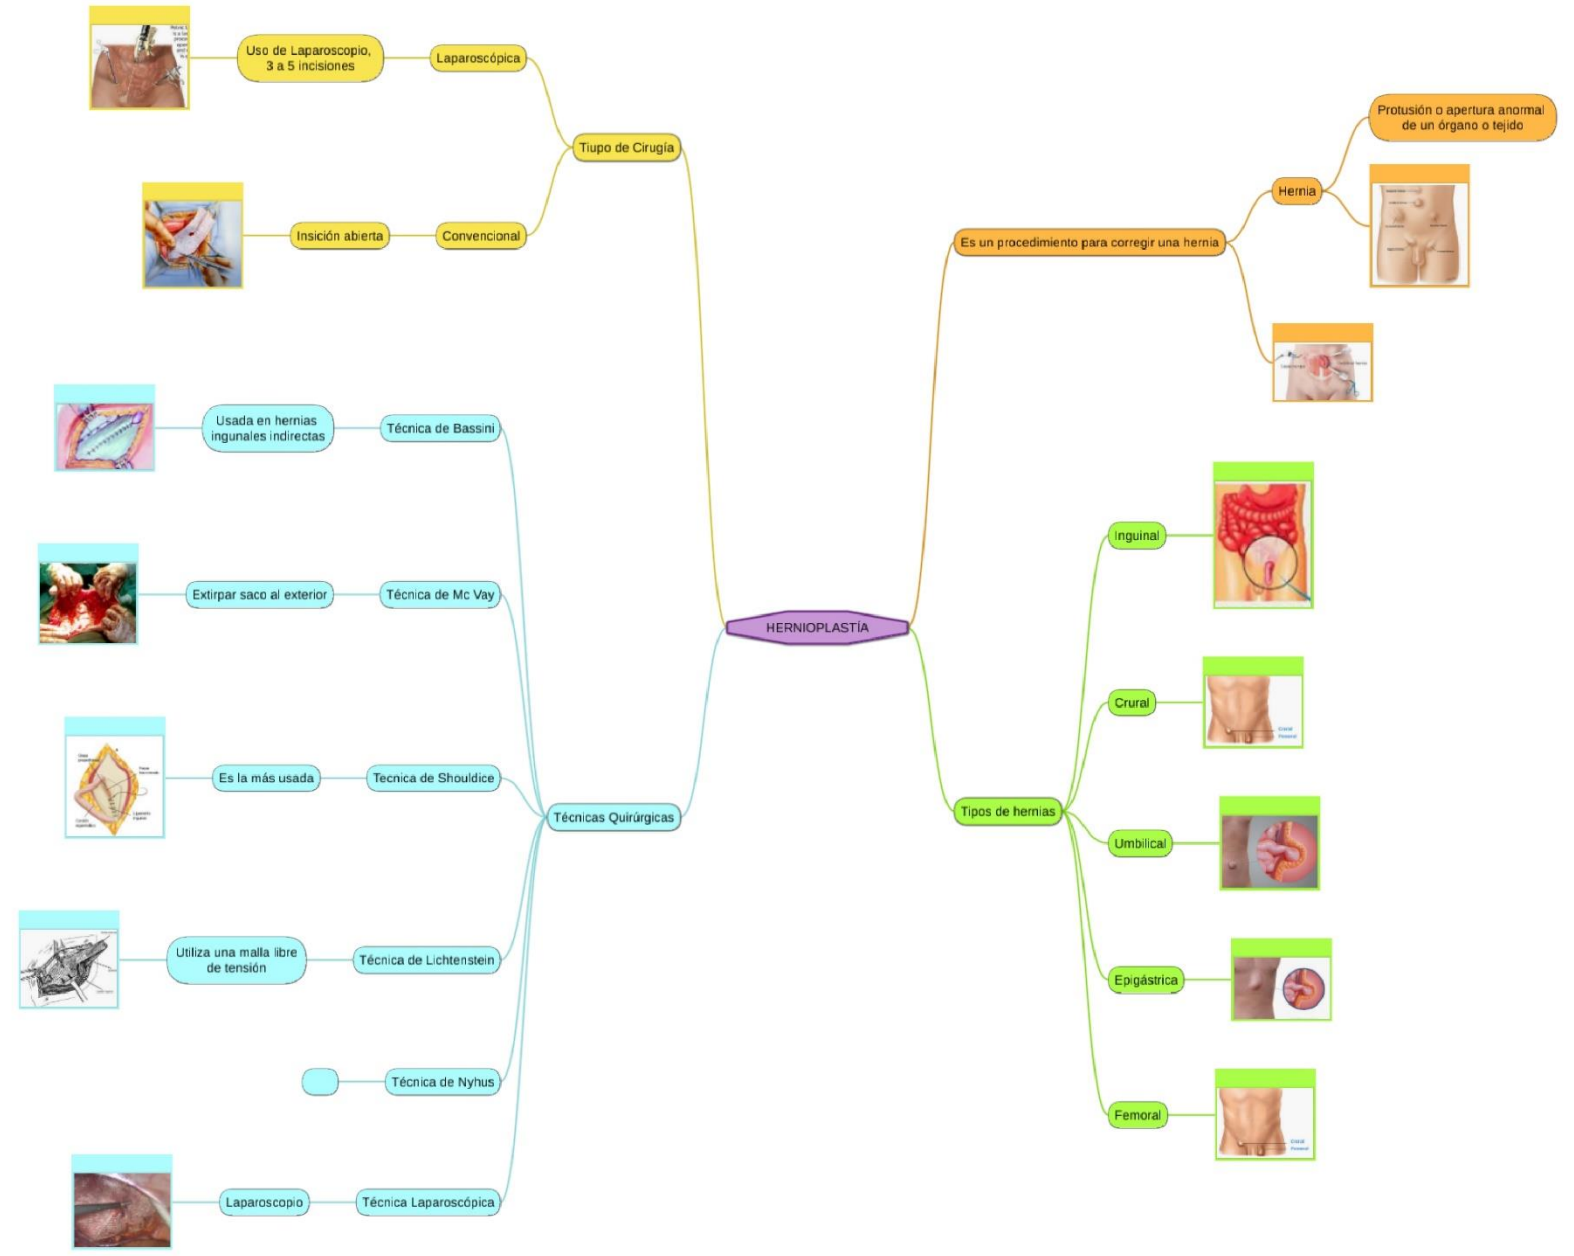 Uso de Laparoscopio,
3 a 5 incisiones
Laparoscópica
Tiupo de Cirugía
Insición abierta
Convencional
Protusión o apertura anormal
de un órgano o tejido
Hernia
Es un procedimiento para corregir una hernia
Usada en hernias
ingunales indirectas
Técnica de Bassini
Extirpar saco al exterior
Técnica de Mc Vay
Es la más usada
Tecnica de Shouldice
Técnicas Quirúrgicas
Utiliza una malla libre
de tensión
Técnica de Lichtenstein
Técnica de Nyhus
Laparoscopio
Técnica Laparoscópica
HERNIOPLASTÍA
Inguinal
Crural
Crural
Femoral
Tipos de hernias
Umbilical
Epigástrica
Femoral
Crural
Femoral